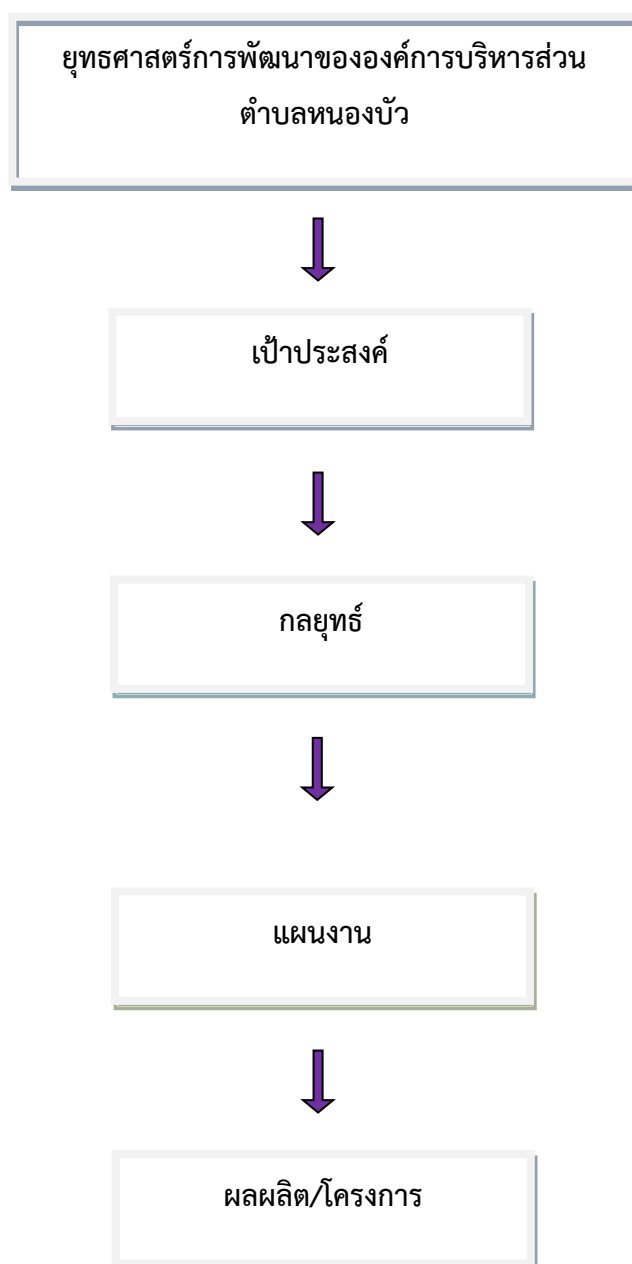 ยุทธศาสตร์การพัฒนาขององค์การบริหารส่วน
ตำบลหนองบัว
เป้าประสงค์
กลยุทธ์
แผนงาน
ผลผลิต/โครงการ